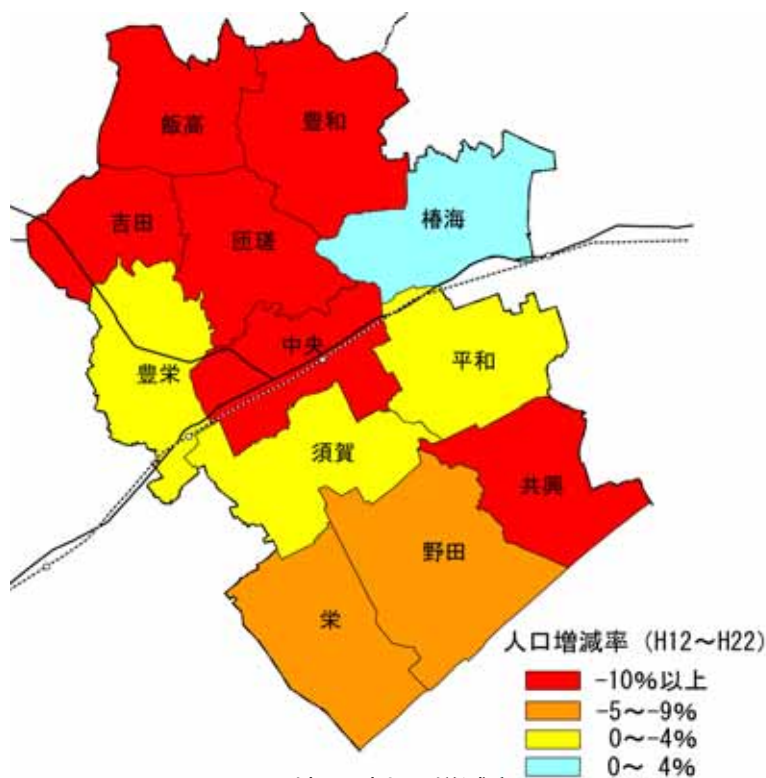 飯高
豊和
吉田
匝瑳
椿海
中央
豊栄
平和
須賀
共興
野田
栄
人口増減率（H12～H22）
-10%以上
-5～-9%
0～-4%
0～ 4%